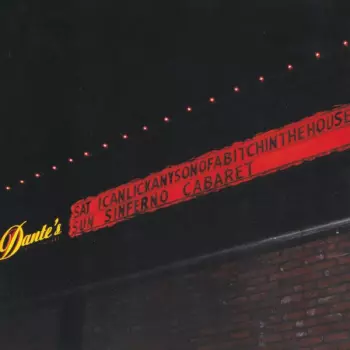 Dante's
SAT ICANLICKANYSONOFABITCHINTHEHOUSE
SUN SINFERNO CABARET